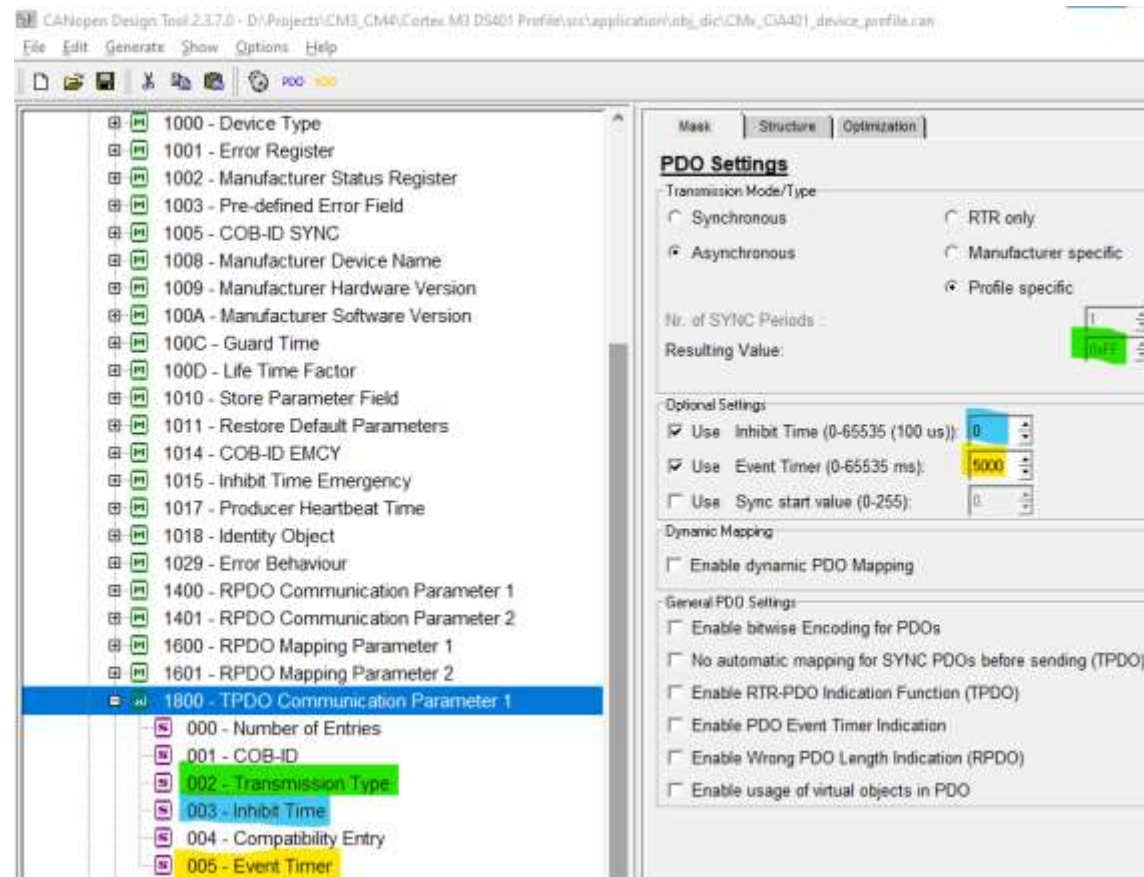 CANopen Design Tool 2.3.7.0 - D:\Projects\CM3_CM4\Cortex M3 DS401 Profile\src\application\obj_dic\CMx_CiA401_device_profile.can
File Edit Generate Show Options Help
PDO
1000 - Device Type
1001 - Error Register
1002 - Manufacturer Status Register
1003 - Pre-defined Error Field
1005 - COB-ID SYNC
1008 - Manufacturer Device Name
1009 - Manufacturer Hardware Version
100A - Manufacturer Software Version
100C - Guard Time
100D - Life Time Factor
1010 - Store Parameter Field
1011 - Restore Default Parameters
1014 - COB-ID EMCY
1015 - Inhibit Time Emergency
1017 - Producer Heartbeat Time
1018 - Identity Object
1029 - Error Behaviour
1400 - RPDO Communication Parameter 1
1401 - RPDO Communication Parameter 2
1600 - RPDO Mapping Parameter 1
1601 - RPDO Mapping Parameter 2
1800 - TPDO Communication Parameter 1
000 - Number of Entries
001 - COB-ID
002 - Transmission Type
003 - Inhibit Time
004 - Compatibility Entry
005 - Event Timer
Mask Structure Optimization
PDO Settings
Transmission Mode/Type
Synchronous RTR only
Asynchronous Manufacturer specific
Profile specific
Nr. of SYNC Periods : 1
Resulting Value: 0xFF
Optional Settings
Use Inhibit Time (0-65535 (100 us)): 0
Use Event Timer (0-65535 ms): 5000
Use Sync start value (0-255): 0
Dynamic Mapping
Enable dynamic PDO Mapping
General PDO Settings
Enable bitwise Encoding for PDOs
No automatic mapping for SYNC PDOs before sending (TPDO)
Enable RTR-PDO Indication Function (TPDO)
Enable PDO Event Timer Indication
Enable Wrong PDO Length Indication (RPDO)
Enable usage of virtual objects in PDO